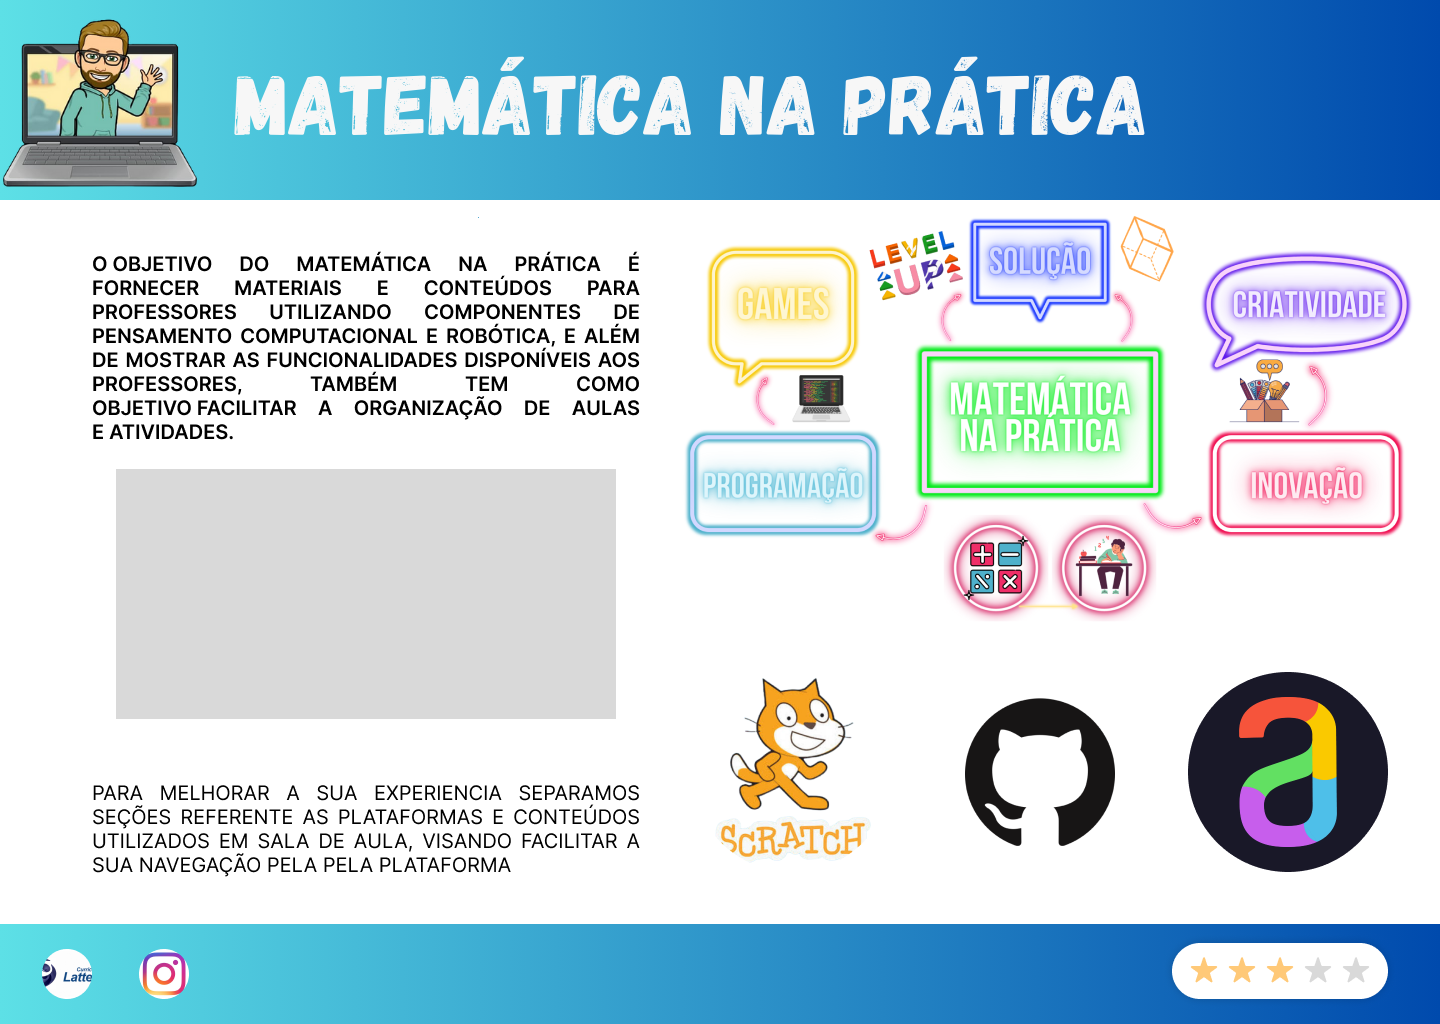 MATEMÁTICA NA PRÁTICA
O OBJETIVO DO MATEMÁTICA NA PRÁTICA É
FORNECER MATERIAIS E CONTEÚDOS PARA
PROFESSORES UTILIZANDO COMPONENTES DE
PENSAMENTO COMPUTACIONAL E ROBÓTICA, E ALÉM
DE MOSTRAR AS FUNCIONALIDADES DISPONÍVEIS AOS
PROFESSORES, TAMBÉM TEM COMO
OBJETIVO FACILITAR A ORGANIZAÇÃO DE AULAS
E ATIVIDADES.
LEVEL
UP
SOLUÇÃO
GAMES
CRIATIVIDADE
MATEMÁTICA
NA PRÁTICA
PROGRAMAÇÃO
INOVAÇÃO
PARA MELHORAR A SUA EXPERIENCIA SEPARAMOS
SEÇÕES REFERENTE AS PLATAFORMAS E CONTEÚDOS
UTILIZADOS EM SALA DE AULA, VISANDO FACILITAR A
SUA NAVEGAÇÃO PELA PELA PLATAFORMA
SCRATCH
Curríc
Latte